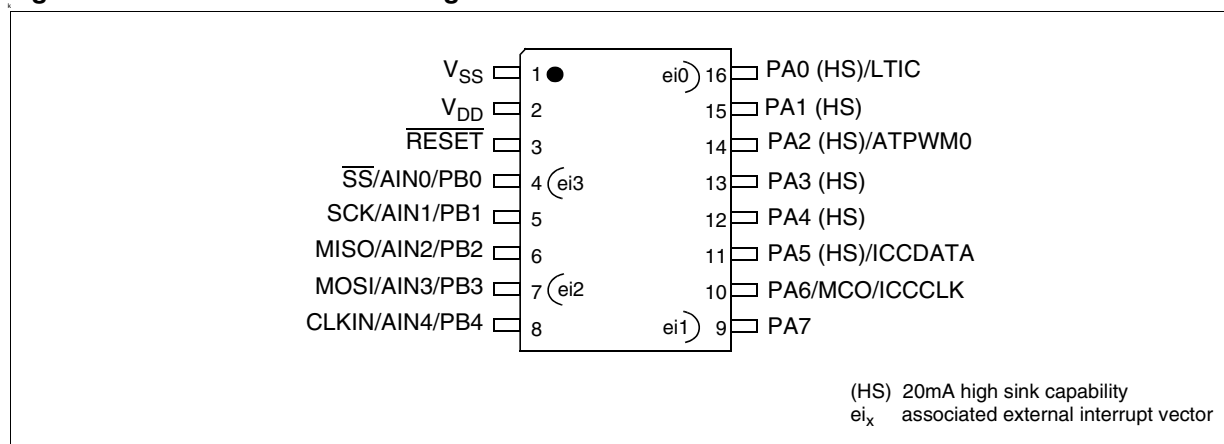 V_SS 1 ei0 16 PA0 (HS)/LTIC
V_DD 2 15 PA1 (HS)
RESET 3 14 PA2 (HS)/ATPWM0
SS/AIN0/PB0 4 ei3 13 PA3 (HS)
SCK/AIN1/PB1 5 12 PA4 (HS)
MISO/AIN2/PB2 6 11 PA5 (HS)/ICCDATA
MOSI/AIN3/PB3 7 ei2 10 PA6/MCO/ICCCLK
CLKIN/AIN4/PB4 8 ei1 9 PA7
(HS) 20mA high sink capability
ei_x associated external interrupt vector